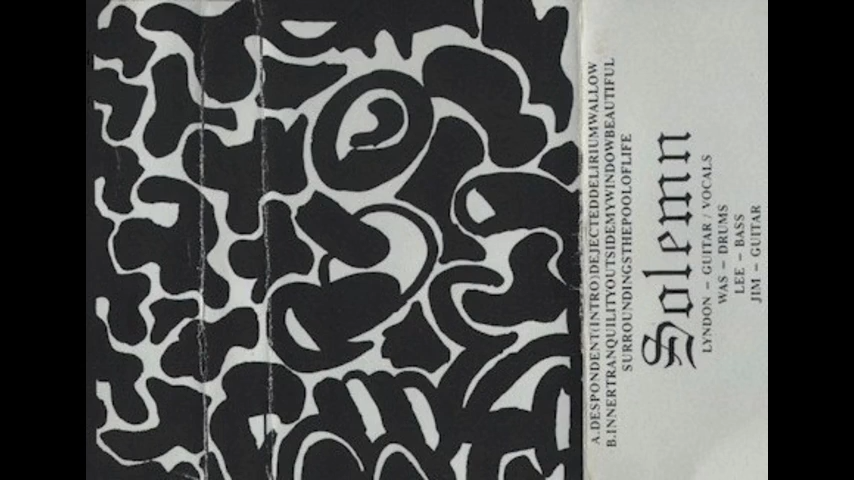 A.DESPONDENT(INTRO)DEJECTEDDELIRIUMWALLOW
B.INNERTRANQUILITYOUTSIDEMYWINDOWBEAUTIFUL
SURROUNDINGSTHEPOOLOFLIFE
Solemn
LYNDON – GUITAR / VOCALS
WAS – DRUMS
LEE – BASS
JIM – GUITAR